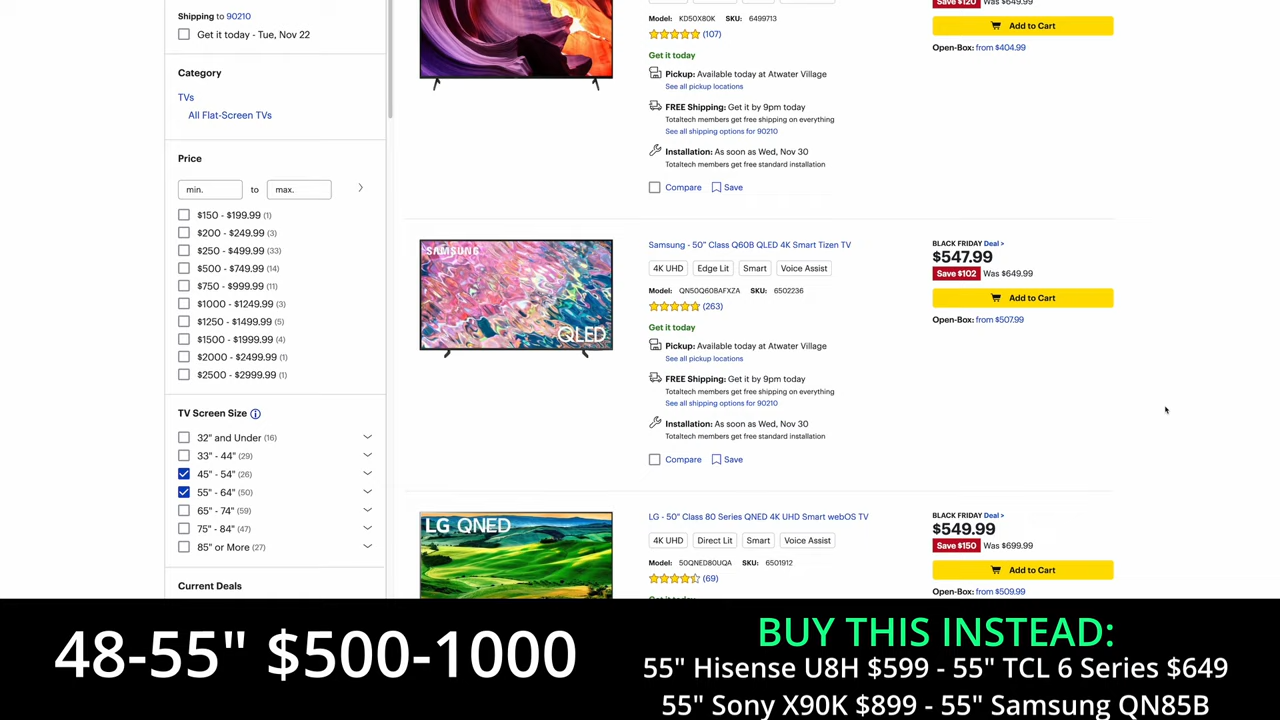 Shipping to 90210
Get it today - Tue, Nov 22
Category
TVs
All Flat-Screen TVs
Price
min. to max.
$150 - $199.99 (1)
$200 - $249.99 (3)
$250 - $499.99 (33)
$500 - $749.99 (14)
$750 - $999.99 (11)
$1000 - $1249.99 (3)
$1250 - $1499.99 (5)
$1500 - $1999.99 (4)
$2000 - $2499.99 (1)
$2500 - $2999.99 (1)
TV Screen Size
32" and Under (16)
33" - 44" (29)
45" - 54" (26)
55" - 64" (50)
65" - 74" (59)
75" - 84" (47)
85" or More (27)
Current Deals
Model: KD50X80K SKU: 6499713
(107)
Get it today
Pickup: Available today at Atwater Village
See all pickup locations
FREE Shipping: Get it by 9pm today
Totaltech members get free shipping on everything
See all shipping options for 90210
Installation: As soon as Wed, Nov 30
Totaltech members get free standard installation
Compare Save
Save $120 Was $649.99
Add to Cart
Open-Box: from $404.99
SAMSUNG
QLED
Samsung - 50" Class Q60B QLED 4K Smart Tizen TV
4K UHD Edge Lit Smart Voice Assist
Model: QN50Q60BAFXZA SKU: 6502236
(263)
Get it today
Pickup: Available today at Atwater Village
See all pickup locations
FREE Shipping: Get it by 9pm today
Totaltech members get free shipping on everything
See all shipping options for 90210
Installation: As soon as Wed, Nov 30
Totaltech members get free standard installation
Compare Save
BLACK FRIDAY Deal >
$547.99
Save $102 Was $649.99
Add to Cart
Open-Box: from $507.99
LG QNED
LG - 50" Class 80 Series QNED 4K UHD Smart webOS TV
4K UHD Direct Lit Smart Voice Assist
Model: 50QNED80UQA SKU: 6501912
(69)
BLACK FRIDAY Deal >
$549.99
Save $150 Was $699.99
Add to Cart
Open-Box: from $509.99
48-55" $500-1000
BUY THIS INSTEAD:
55" Hisense U8H $599 - 55" TCL 6 Series $649
55" Sony X90K $899 - 55" Samsung QN85B